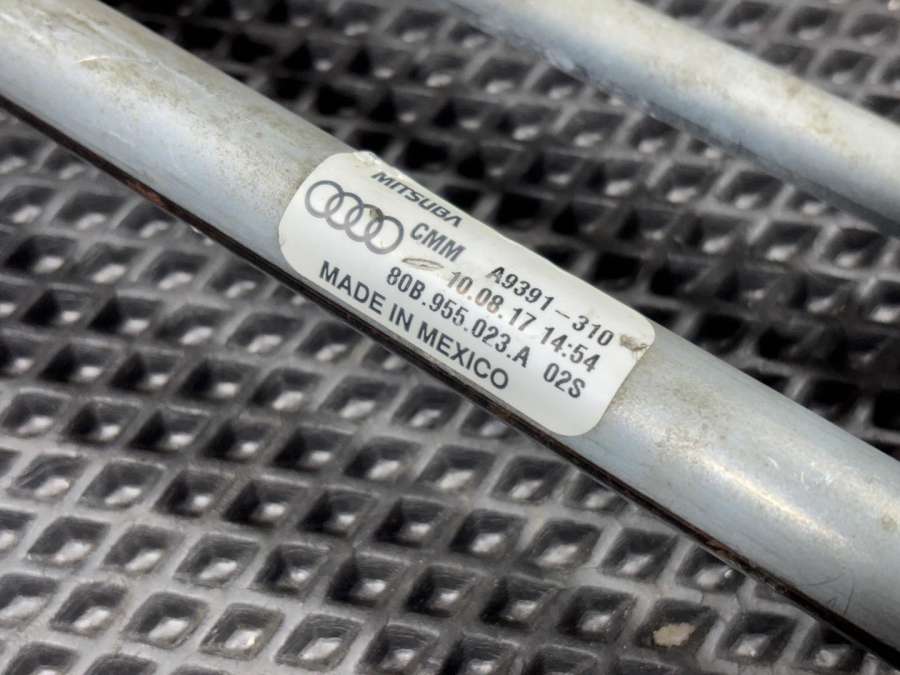 MITSUBA
CMM A9391-310
10.08.17 14:54
80B.955.023.A 02S
MADE IN MEXICO